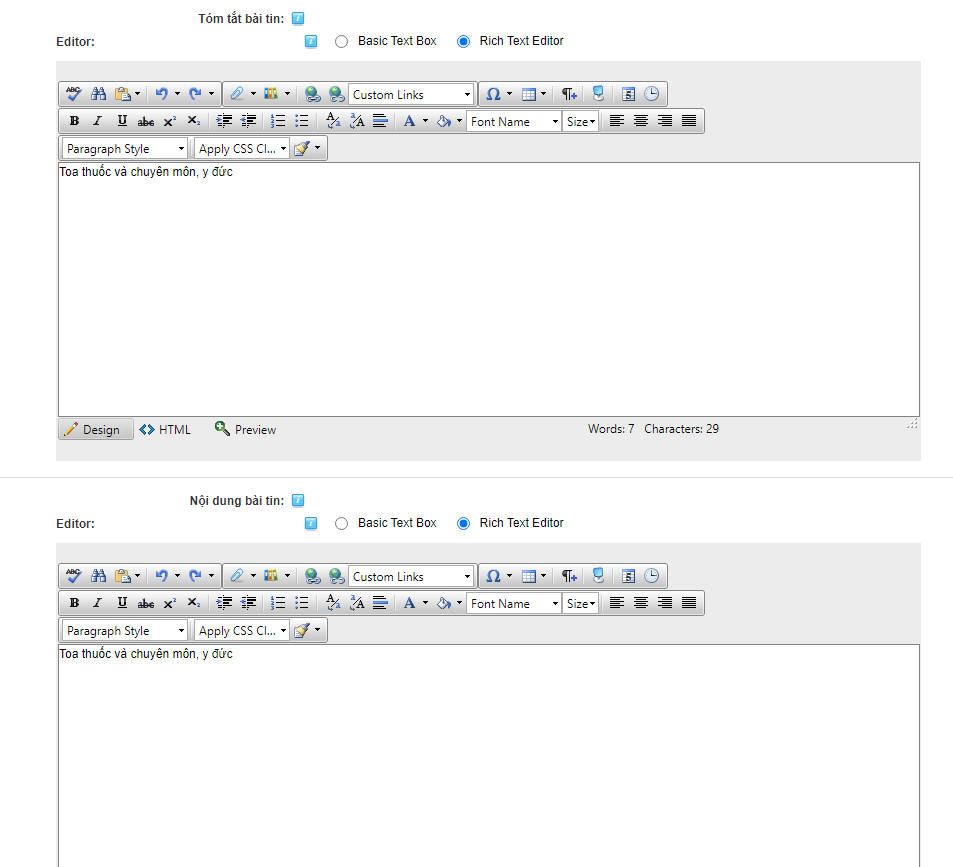 Tóm tắt bài tin:
Editor: Basic Text Box Rich Text Editor
Custom Links
Font Name Size
Paragraph Style Apply CSS Cl...
Toa thuốc và chuyên môn, y đức
Design HTML Preview Words: 7 Characters: 29
Nội dung bài tin:
Editor: Basic Text Box Rich Text Editor
Custom Links
Font Name Size
Paragraph Style Apply CSS Cl...
Toa thuốc và chuyên môn, y đức